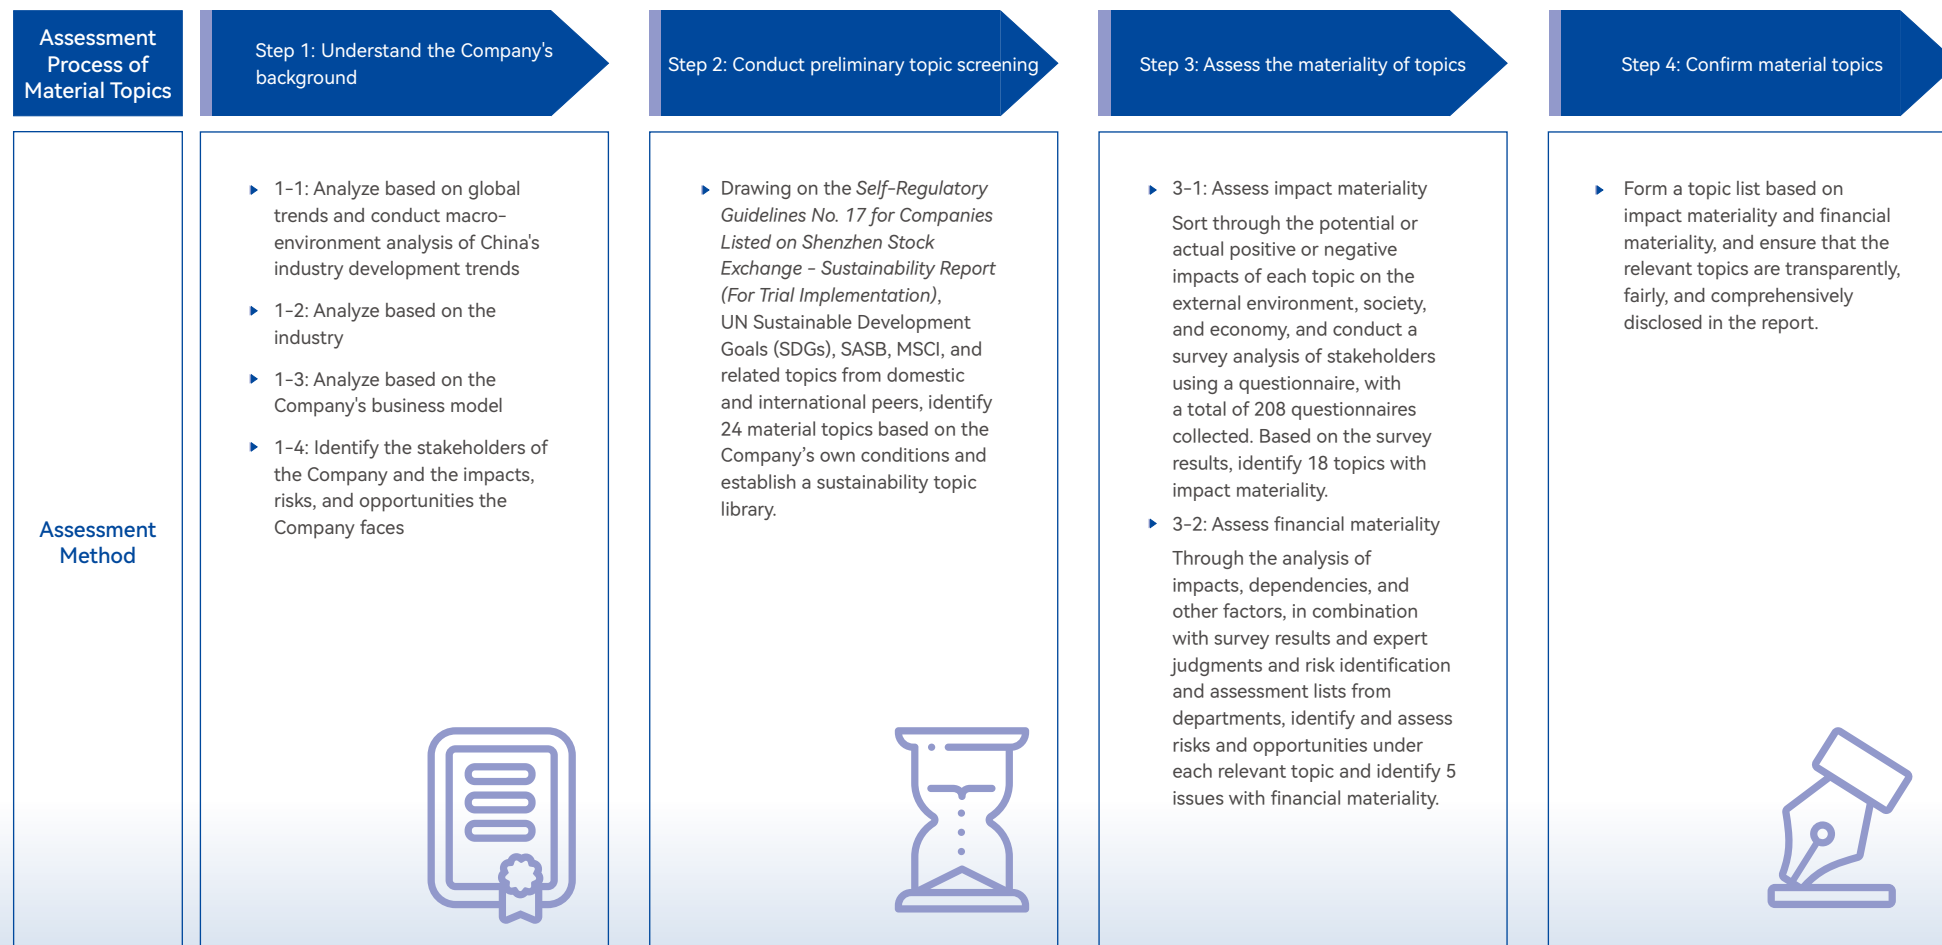 Assessment
Process of
Material Topics
Step 1: Understand the Company's
background
Step 2: Conduct preliminary topic screening
Step 3: Assess the materiality of topics
Step 4: Confirm material topics
Assessment
Method
1-1: Analyze based on global
trends and conduct macro-
environment analysis of China's
industry development trends
1-2: Analyze based on the
industry
1-3: Analyze based on the
Company's business model
1-4: Identify the stakeholders of
the Company and the impacts,
risks, and opportunities the
Company faces
Drawing on the Self-Regulatory
Guidelines No. 17 for Companies
Listed on Shenzhen Stock
Exchange - Sustainability Report
(For Trial Implementation),
UN Sustainable Development
Goals (SDGs), SASB, MSCI, and
related topics from domestic
and international peers, identify
24 material topics based on the
Company’s own conditions and
establish a sustainability topic
library.
3-1: Assess impact materiality
Sort through the potential or
actual positive or negative
impacts of each topic on the
external environment, society,
and economy, and conduct a
survey analysis of stakeholders
using a questionnaire, with
a total of 208 questionnaires
collected. Based on the survey
results, identify 18 topics with
impact materiality.
3-2: Assess financial materiality
Through the analysis of
impacts, dependencies, and
other factors, in combination
with survey results and expert
judgments and risk identification
and assessment lists from
departments, identify and assess
risks and opportunities under
each relevant topic and identify 5
issues with financial materiality.
Form a topic list based on
impact materiality and financial
materiality, and ensure that the
relevant topics are transparently,
fairly, and comprehensively
disclosed in the report.